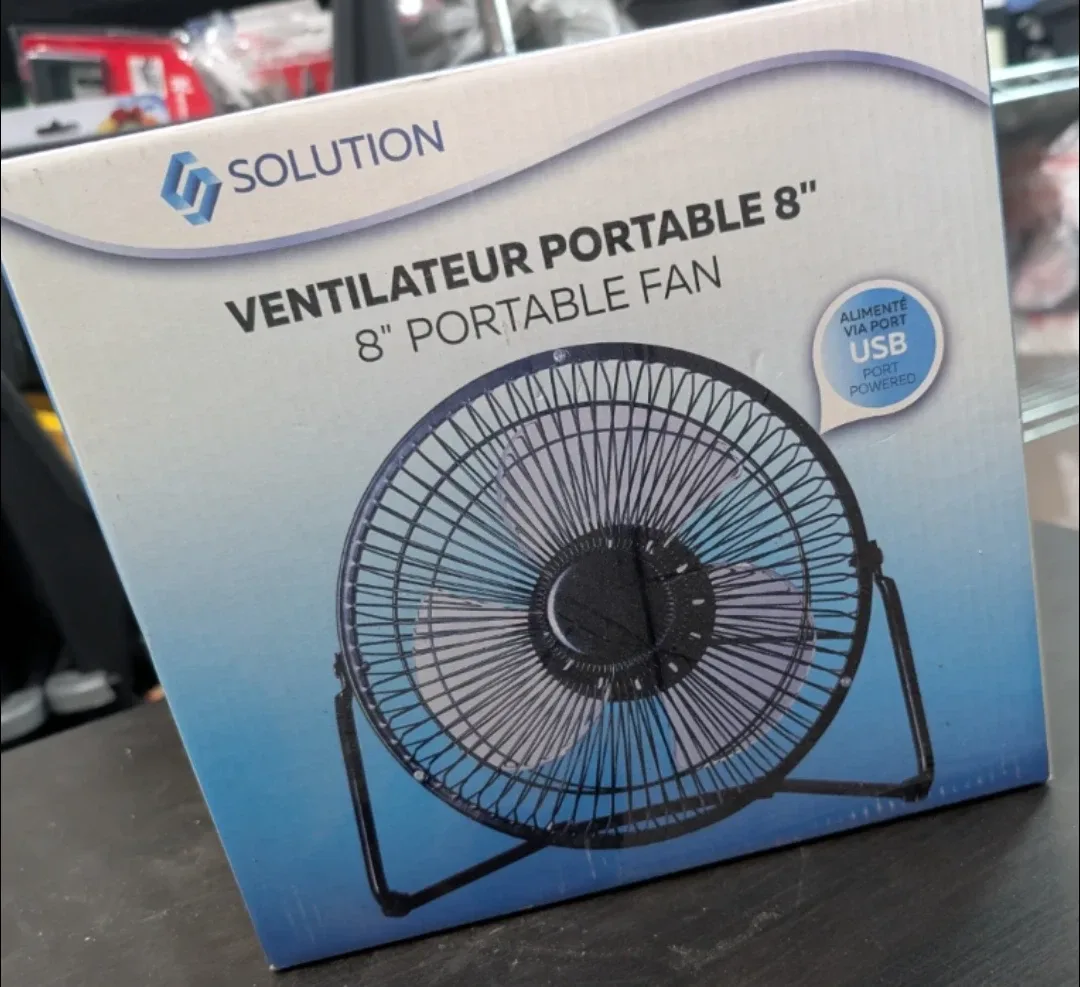 SOLUTION
VENTILATEUR PORTABLE 8"
8" PORTABLE FAN
ALIMENTÉ
VIA PORT
USB
PORT
POWERED